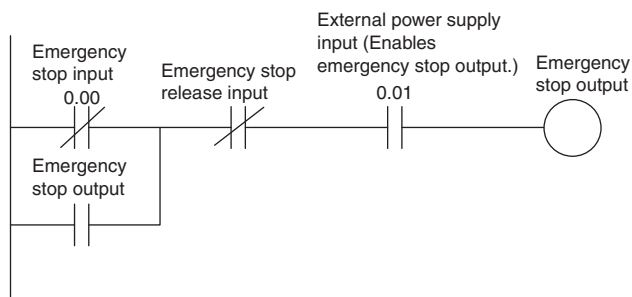 Emergency
stop input
0.00
Emergency stop
release input
External power supply
input (Enables
emergency stop output.)
0.01
Emergency
stop output
Emergency
stop output